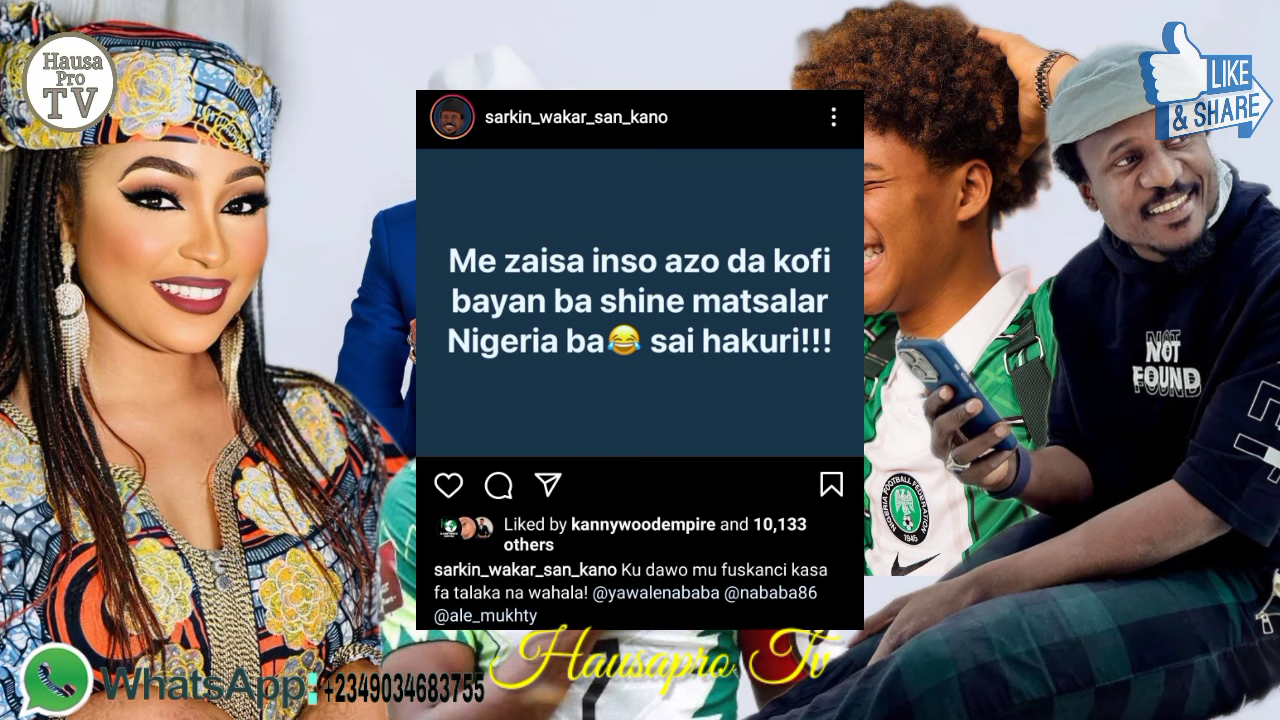 Hausa
Pro
TV
LIKE
& SHARE
sarkin_wakar_san_kano
Me zaisa inso azo da kofi
bayan ba shine matsalar
Nigeria ba😂 sai hakuri!!!
NOT
FOUND
NIGERIA FOOTBALL FEDERATION
1945
Liked by kannywoodempire and 10,133
others
sarkin_wakar_san_kano Ku dawo mu fuskanci kasa
fa talaka na wahala! @yawalenababa @nababa86
@ale_mukhty
Hausapro Tv
WhatsApp:+2349034683755